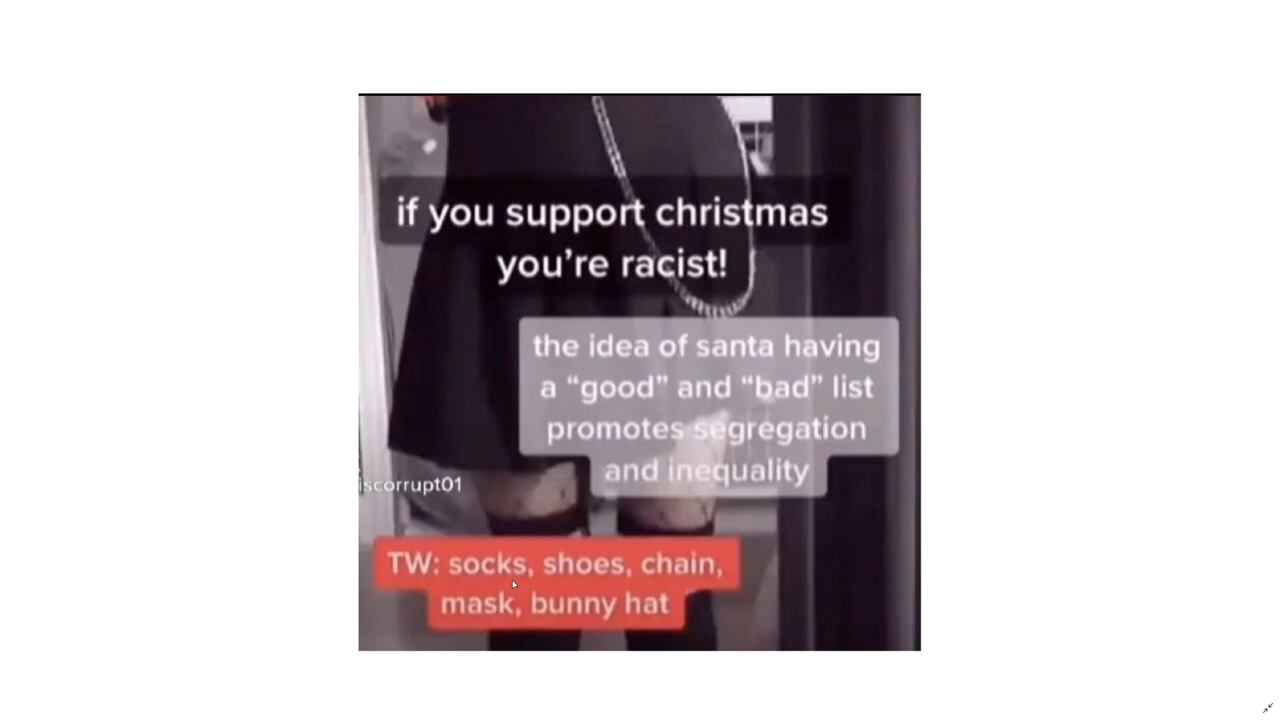 if you support christmas
you're racist!
the idea of santa having
a “good” and “bad” list
promotes segregation
and inequality
iscorrupt01
TW: socks, shoes, chain,
mask, bunny hat